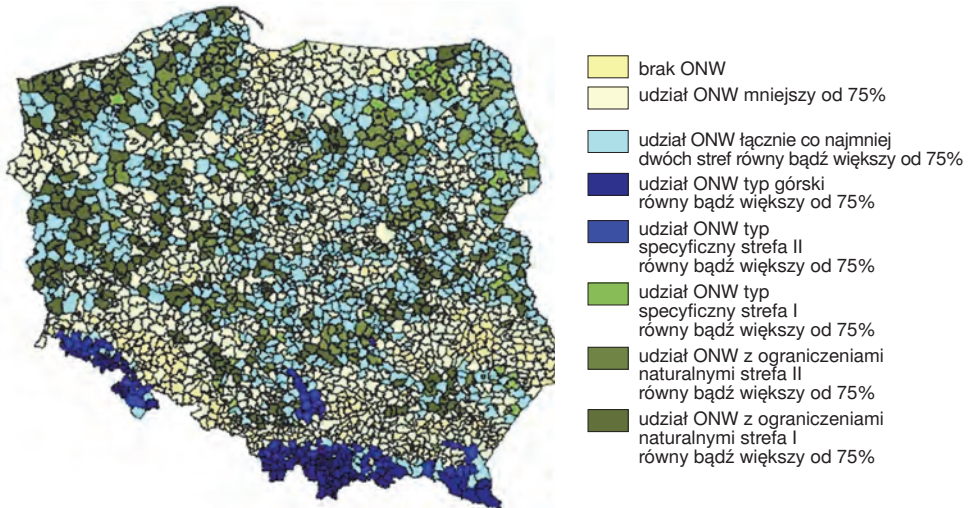 brak ONW
udział ONW mniejszy od 75%
udział ONW łącznie co najmniej
dwóch stref równy bądź większy od 75%
udział ONW typ górski
równy bądź większy od 75%
udział ONW typ
specyficzny strefa II
równy bądź większy od 75%
udział ONW typ
specyficzny strefa I
równy bądź większy od 75%
udział ONW z ograniczeniami
naturalnymi strefa II
równy bądź większy od 75%
udział ONW z ograniczeniami
naturalnymi strefa I
równy bądź większy od 75%